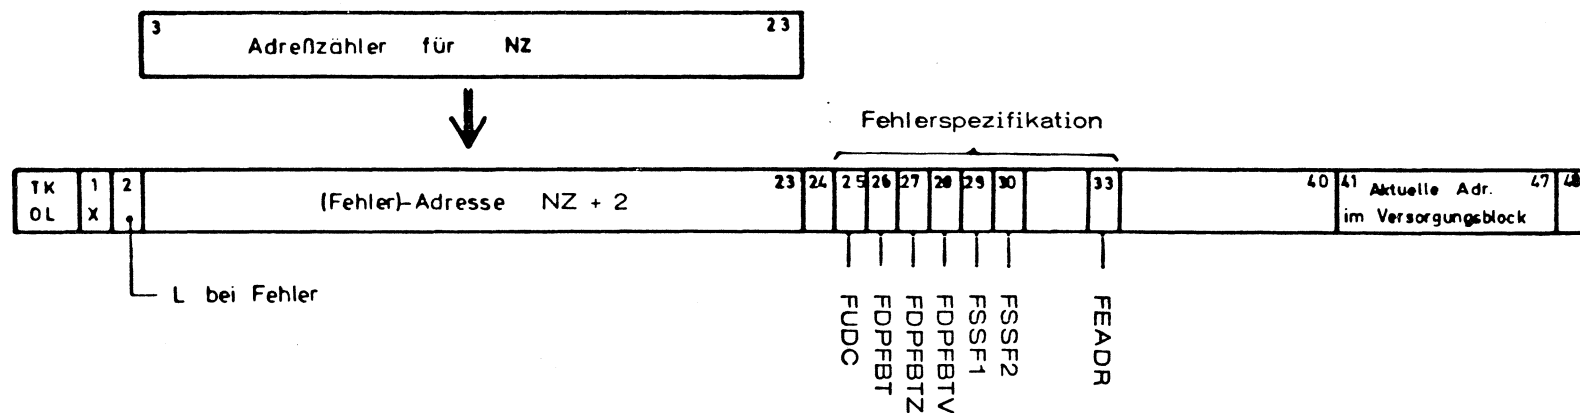 3 23
Adreßzähler für NZ
Fehlerspezifikation
TK 1 2 23 24 25 26 27 28 29 30 33 40 41 Aktuelle Adr. 47 48
OL X (Fehler)-Adresse NZ + 2 im Versorgungsblock
L bei Fehler
FUDC
FDPFBT
FDPFBTZ
FDPFBTV
FSSF1
FSSF2
FEADR